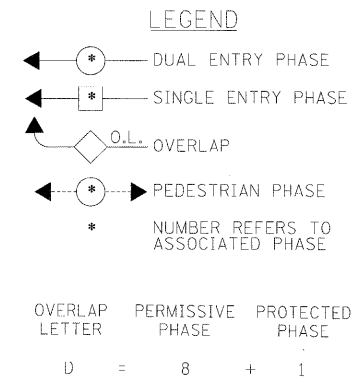 LEGEND
* DUAL ENTRY PHASE
* SINGLE ENTRY PHASE
O.L. OVERLAP
* PEDESTRIAN PHASE
* NUMBER REFERS TO
ASSOCIATED PHASE
OVERLAP PERMISSIVE PROTECTED
LETTER PHASE PHASE
D = 8 + 1